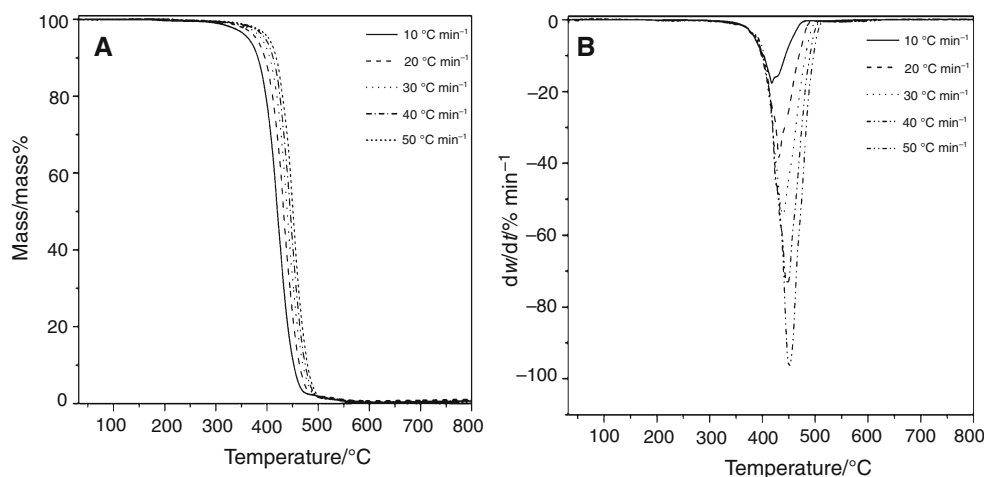 A
10 °C min⁻¹
20 °C min⁻¹
30 °C min⁻¹
40 °C min⁻¹
50 °C min⁻¹
Mass/mass%
100
80
60
40
20
0
100 200 300 400 500 600 700 800
Temperature/°C
B
10 °C min⁻¹
20 °C min⁻¹
30 °C min⁻¹
40 °C min⁻¹
50 °C min⁻¹
dw/dt/% min⁻¹
0
−20
−40
−60
−80
−100
100 200 300 400 500 600 700 800
Temperature/°C